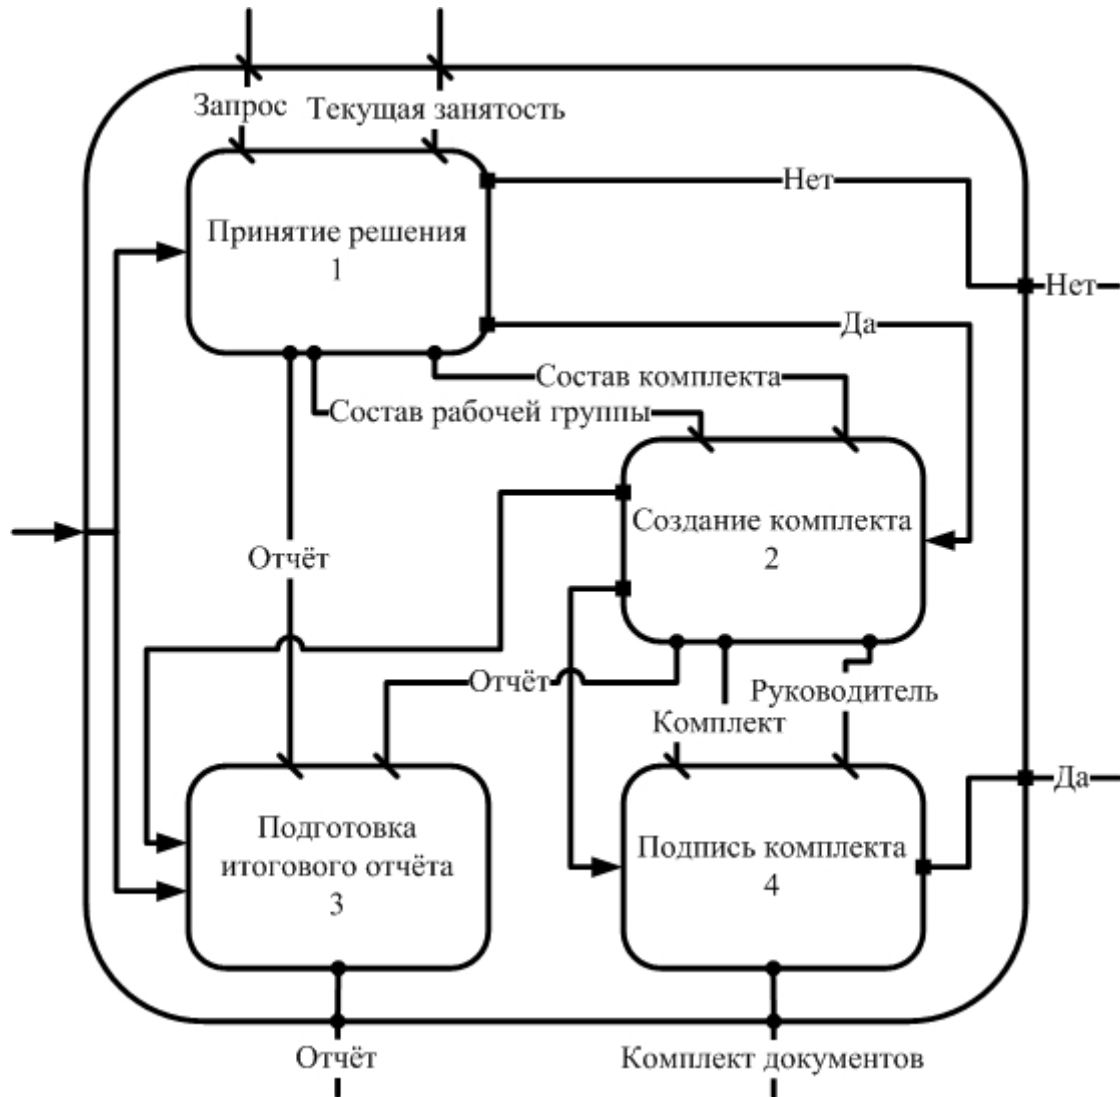 Запрос
Текущая занятость
Нет
Принятие решения
1
Нет
Да
Состав комплекта
Состав рабочей группы
Создание комплекта
2
Отчёт
Отчёт
Руководитель
Комплект
Да
Подготовка
итогового отчёта
3
Подпись комплекта
4
Отчёт
Комплект документов